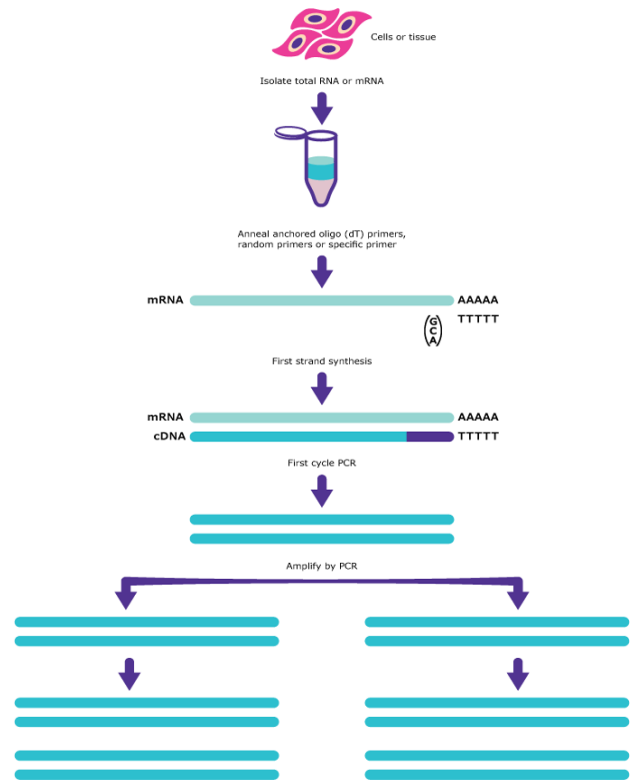 Cells or tissue
Isolate total RNA or mRNA
Anneal anchored oligo (dT) primers,
random primers or specific primer
mRNA AAAAA
TTTTT
G
C
A
First strand synthesis
mRNA AAAAA
cDNA TTTTT
First cycle PCR
Amplify by PCR